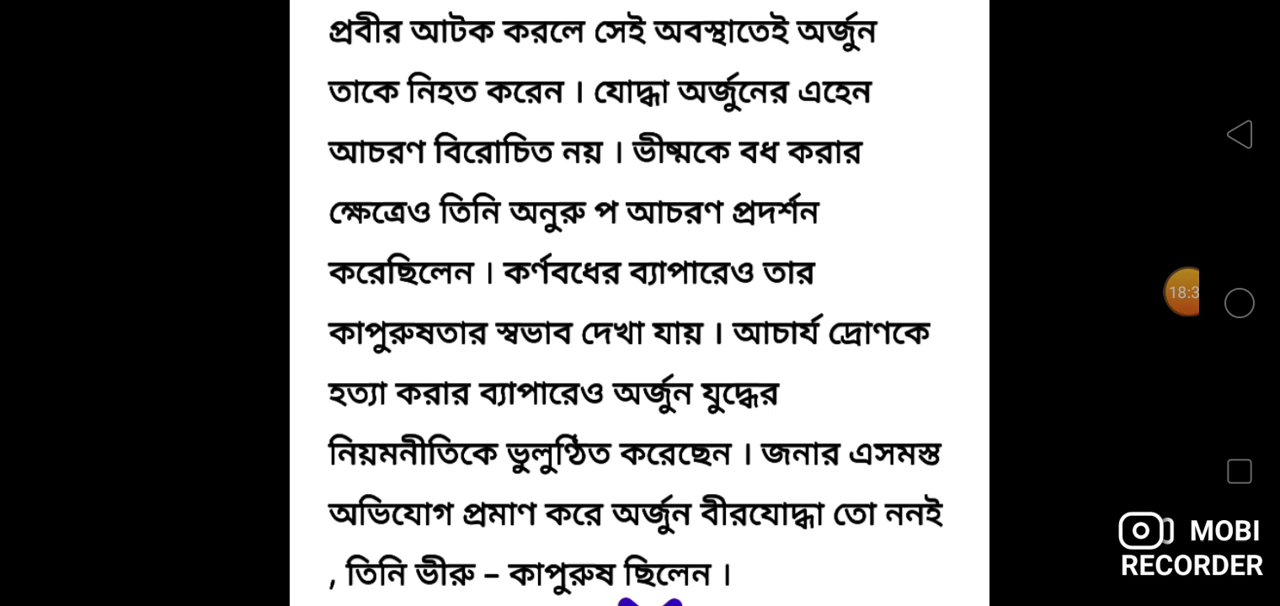 প্রবীর আটক করলে সেই অবস্থাতেই অর্জুন
তাকে নিহত করেন । যোদ্ধা অর্জুনের এহেন
আচরণ বিরোচিত নয় । ভীষ্মকে বধ করার
ক্ষেত্রেও তিনি অনুরু প আচরণ প্রদর্শন
করেছিলেন । কর্ণবধের ব্যাপারেও তার
কাপুরুষতার স্বভাব দেখা যায় । আচার্য দ্রোণকে
হত্যা করার ব্যাপারেও অর্জুন যুদ্ধের
নিয়মনীতিকে ভুলুণ্ঠিত করেছেন । জনার এসমস্ত
অভিযোগ প্রমাণ করে অর্জুন বীরযোদ্ধা তো ননই
, তিনি ভীরু – কাপুরুষ ছিলেন ।
18:3
MOBI
RECORDER